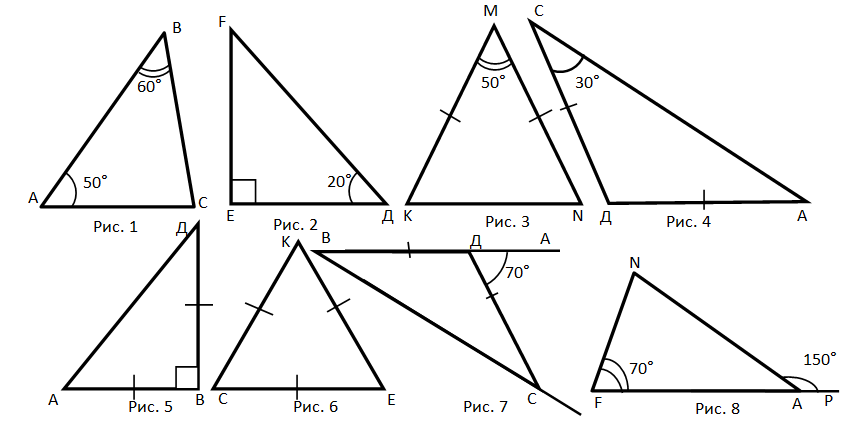 B
60°
A
50°
C
Рис. 1
F
20°
E
Д
Рис. 2
M
50°
K
N
Рис. 3
C
30°
Д
A
Рис. 4
Д
A
B
Рис. 5
K
C
E
Рис. 6
B
Д
A
70°
C
Рис. 7
N
70°
150°
F
A
P
Рис. 8